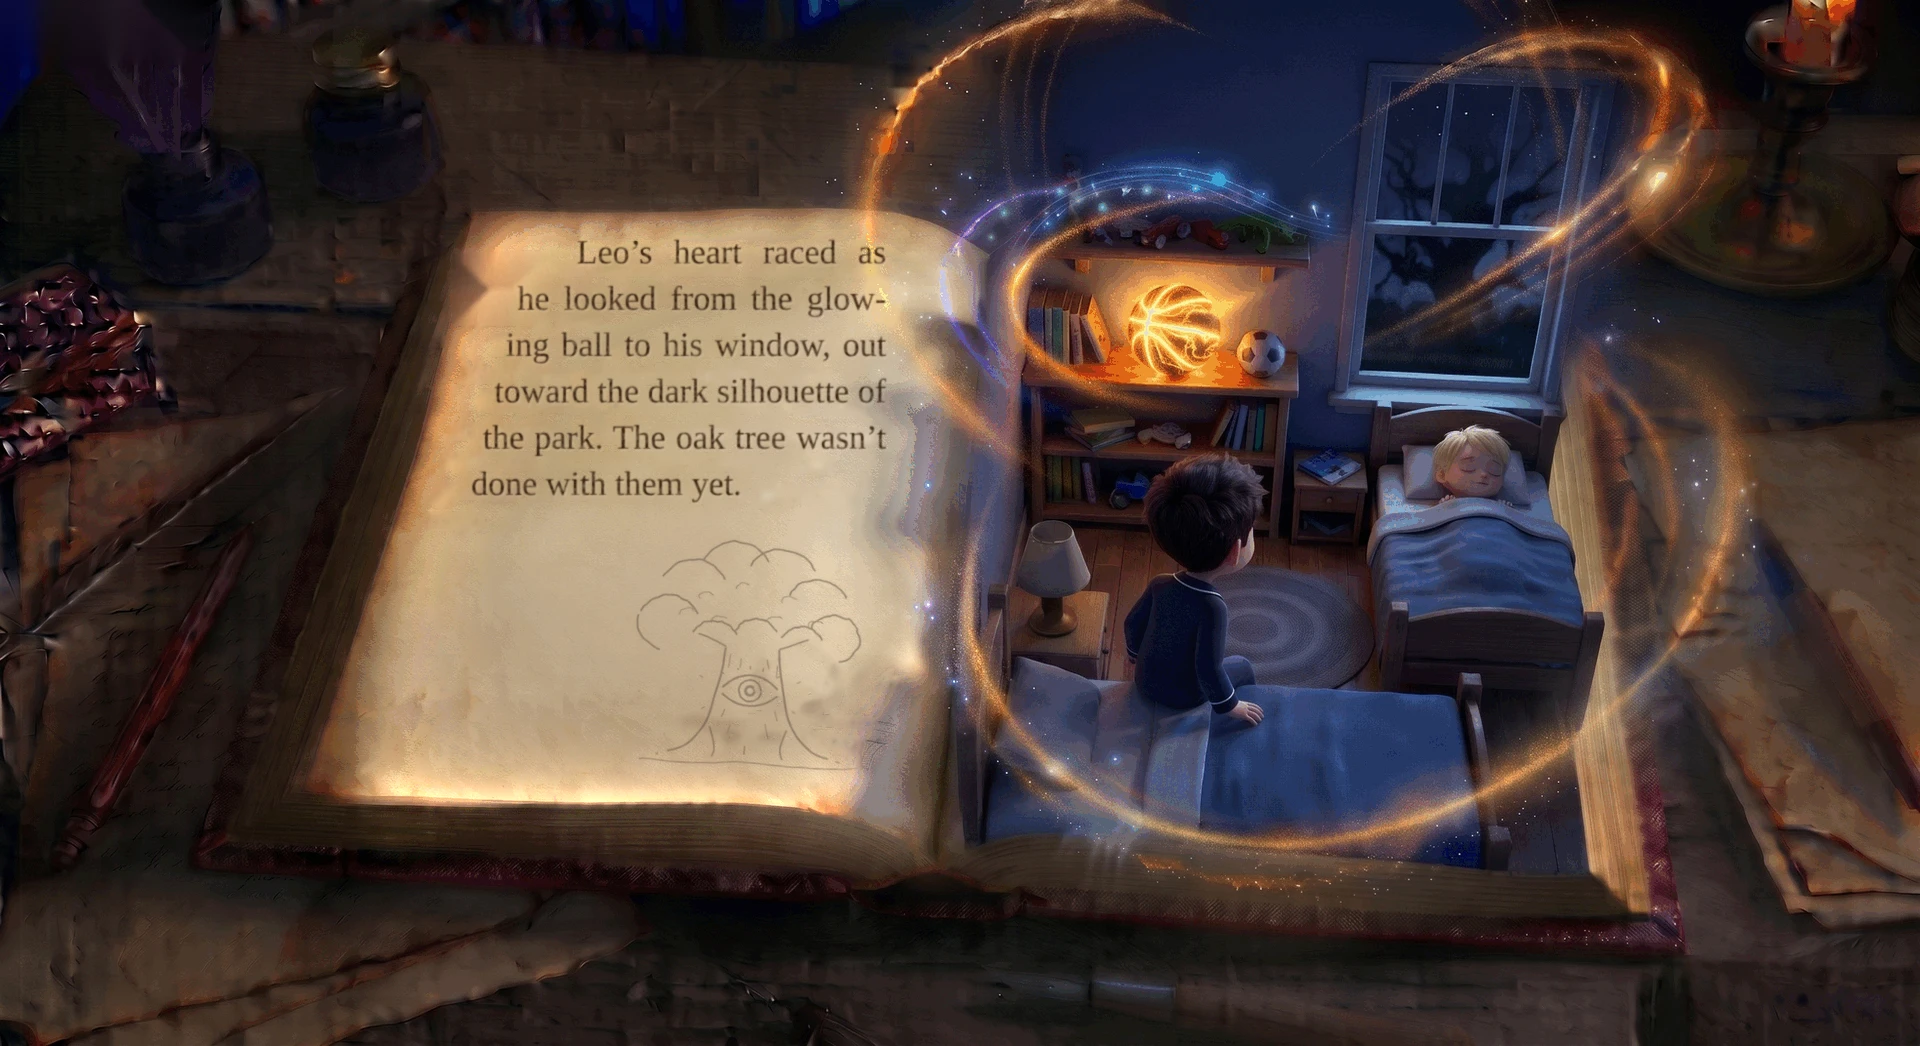 Leo’s heart raced as
he looked from the glow-
ing ball to his window, out
toward the dark silhouette of
the park. The oak tree wasn’t
done with them yet.